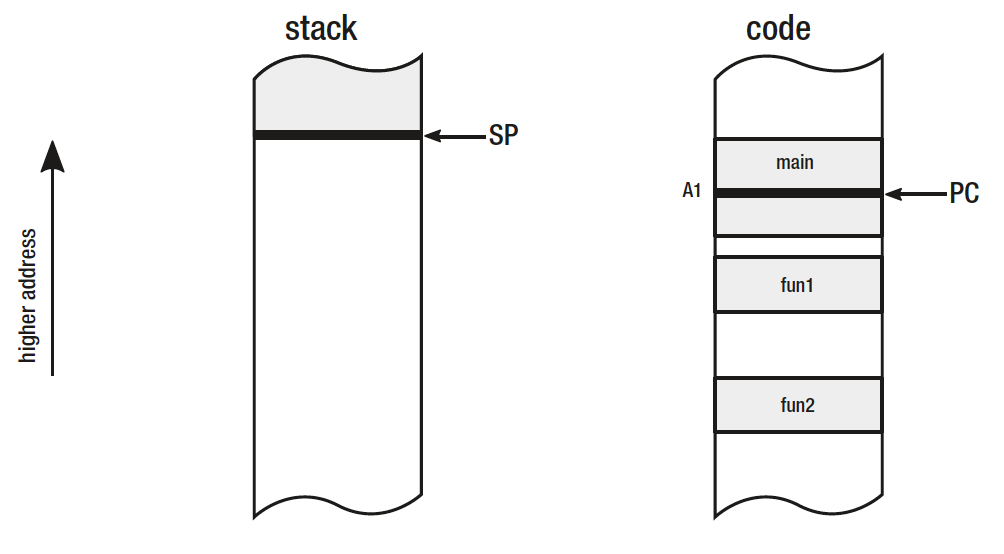 stack
code
SP
main
A1
PC
higher address
fun1
fun2